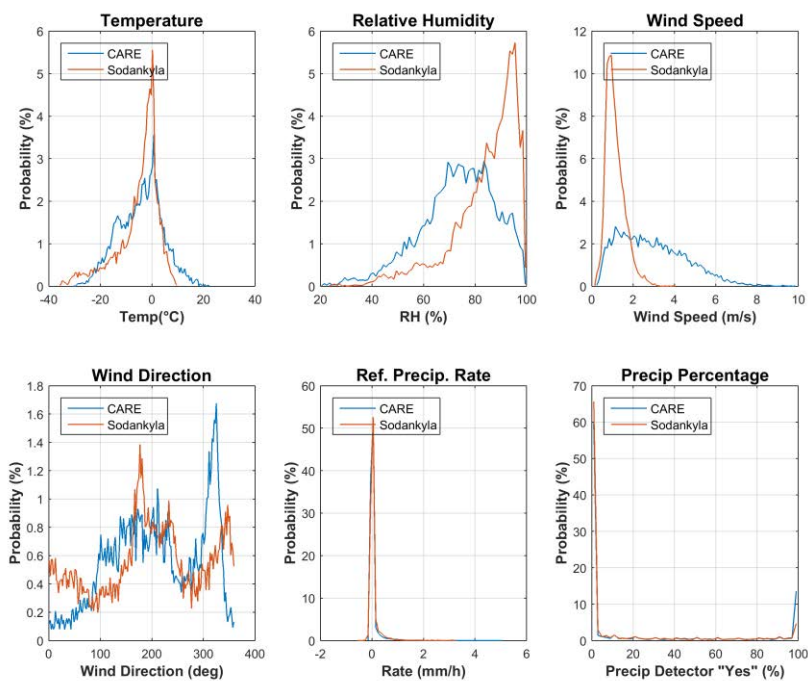 Temperature
Relative Humidity
Wind Speed
6
5
4
3
2
1
0
Probability (%)
CARE
Sodankyla
-40
-20
0
20
40
Temp(°C)
6
5
4
3
2
1
0
Probability (%)
CARE
Sodankyla
20
40
60
80
100
RH (%)
12
10
8
6
4
2
0
Probability (%)
CARE
Sodankyla
0
2
4
6
8
10
Wind Speed (m/s)
Wind Direction
Ref. Precip. Rate
Precip Percentage
1.8
1.6
1.4
1.2
1
0.8
0.6
0.4
0.2
0
Probability (%)
CARE
Sodankyla
0
100
200
300
400
Wind Direction (deg)
60
50
40
30
20
10
0
Probability (%)
CARE
Sodankyla
-2
0
2
4
6
Rate (mm/h)
70
60
50
40
30
20
10
0
Probability (%)
CARE
Sodankyla
0
20
40
60
80
100
Precip Detector "Yes" (%)